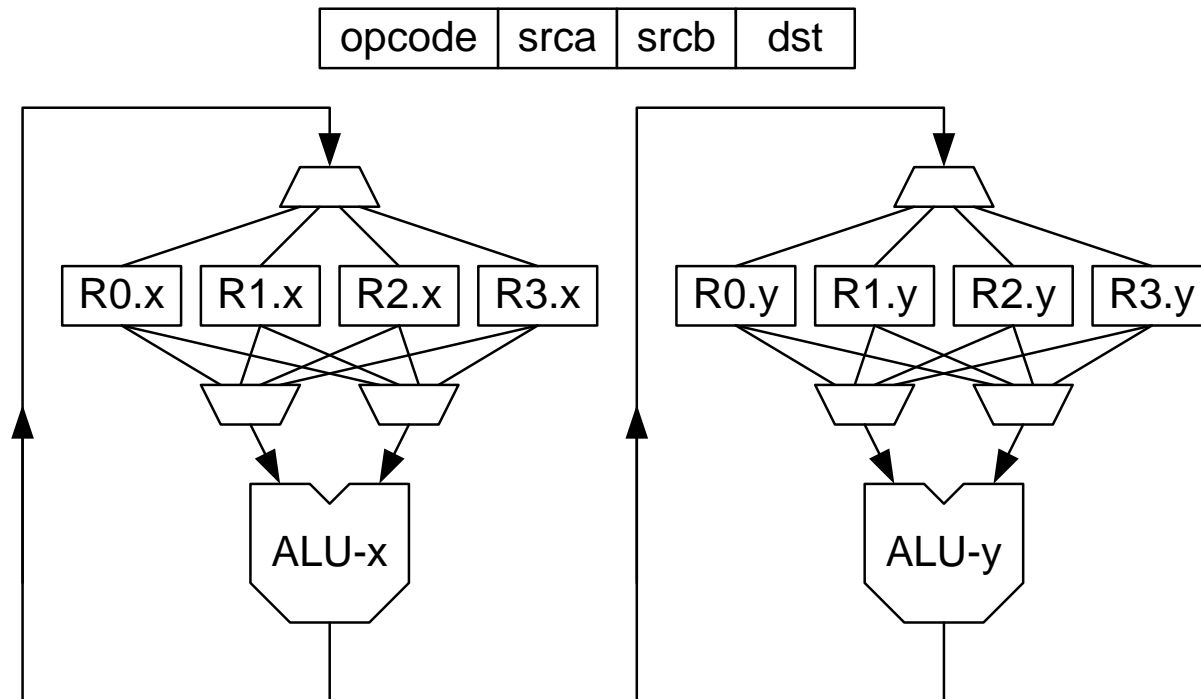 opcode srca srcb dst
R0.x R1.x R2.x R3.x R0.y R1.y R2.y R3.y
ALU-x ALU-y